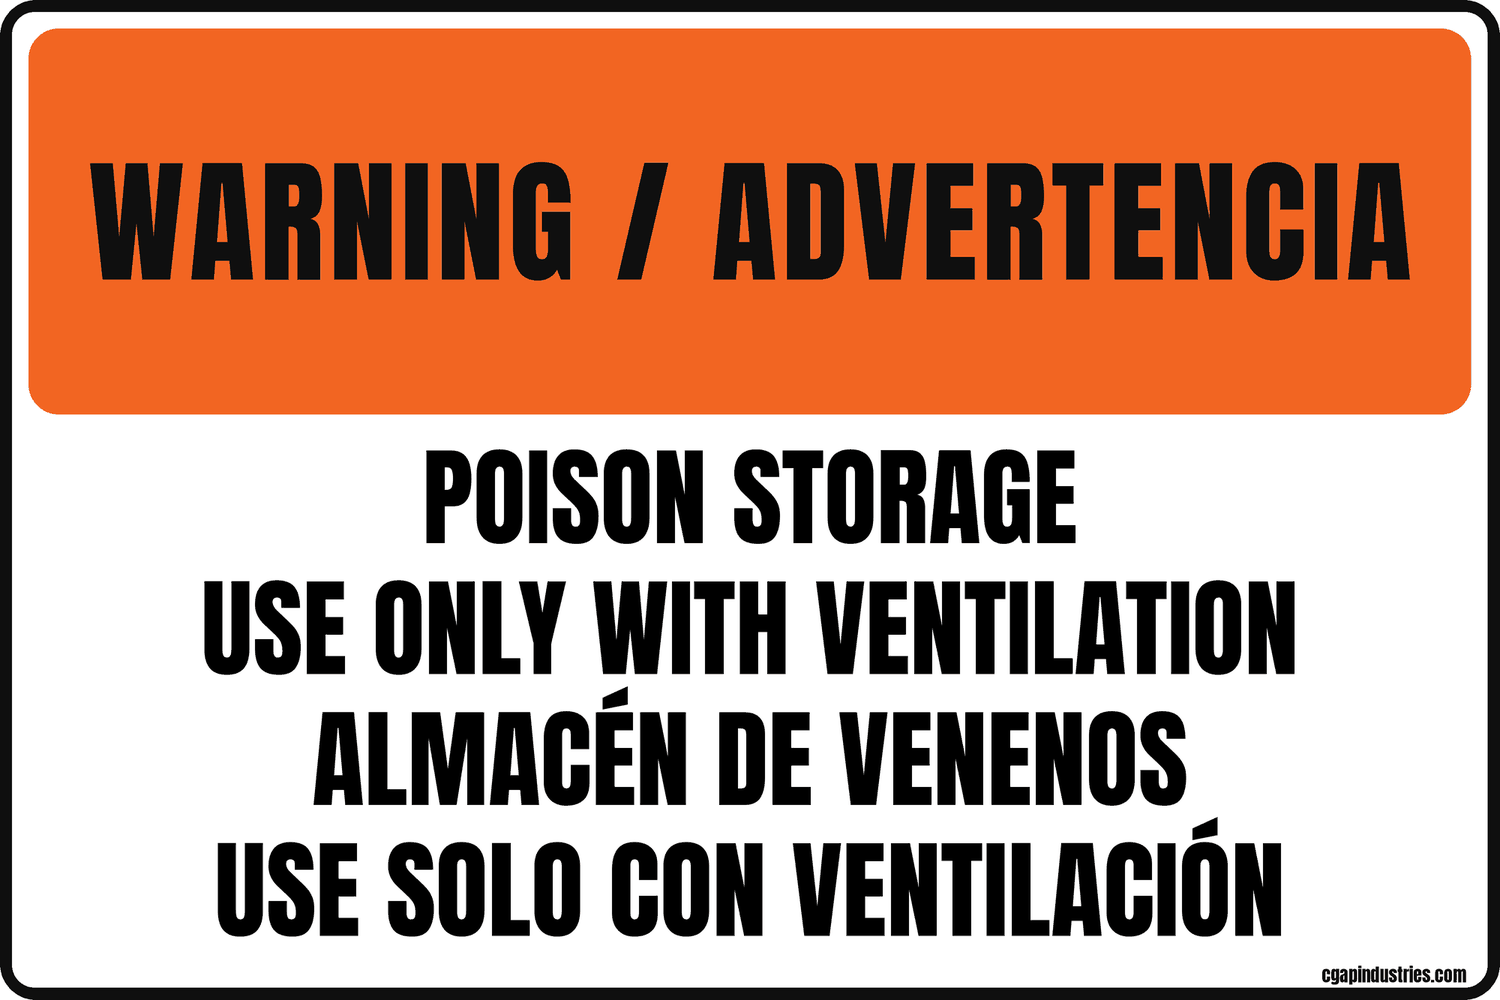 WARNING / ADVERTENCIA
POISON STORAGE
USE ONLY WITH VENTILATION
ALMACÉN DE VENENOS
USE SOLO CON VENTILACIÓN
cgapindustries.com